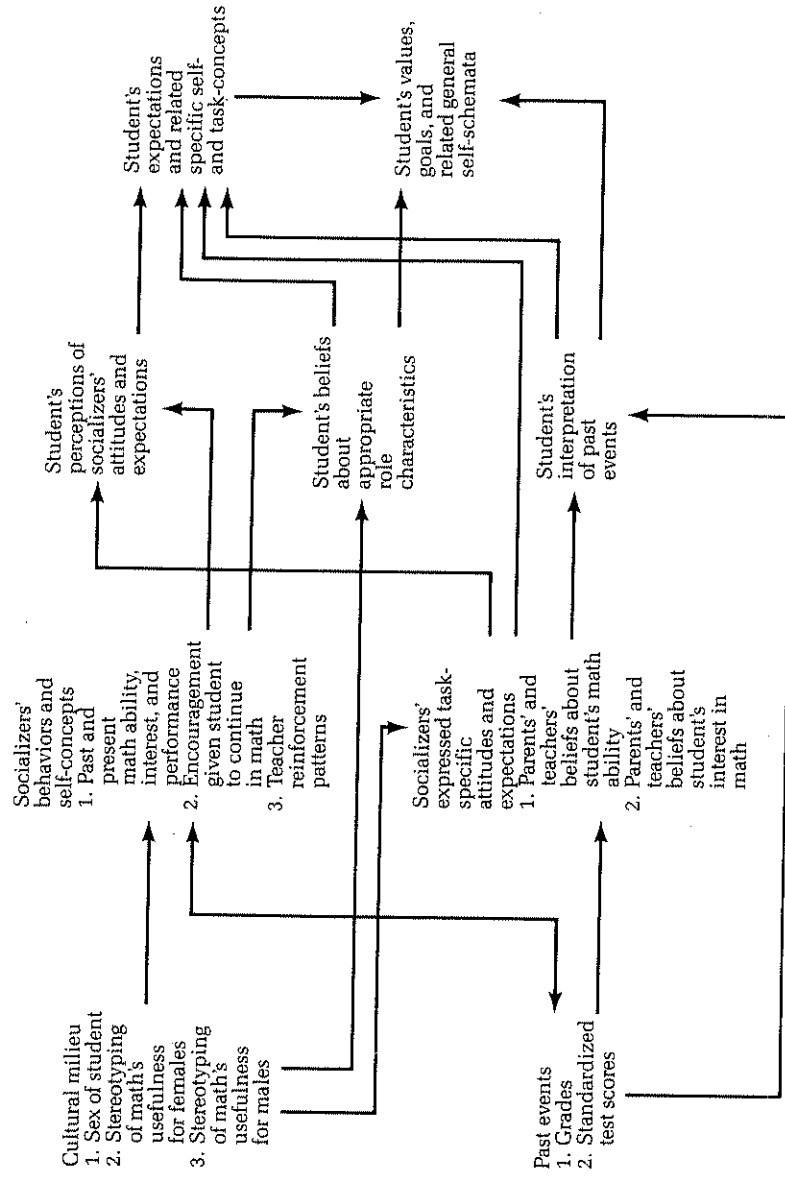 Cultural milieu
1. Sex of student
2. Stereotyping
of math's
usefulness
for females
3. Stereotyping
of math's
usefulness
for males
Past events
1. Grades
2. Standardized
test scores
Socializers'
behaviors and
self-concepts
1. Past and
present
math ability,
interest, and
performance
2. Encouragement
given student
to continue
in math
3. Teacher
reinforcement
patterns
Socializers'
expressed task-
specific
attitudes and
expectations
1. Parents' and
teachers'
beliefs about
student's math
ability
2. Parents' and
teachers'
beliefs about
student's
interest in
math
Student's
perceptions of
socializers'
attitudes and
expectations
Student's beliefs
about
appropriate
role
characteristics
Student's
interpretation
of past
events
Student's
expectations
and related
specific self-
and task-concepts
Student's values,
goals, and
related general
self-schemata